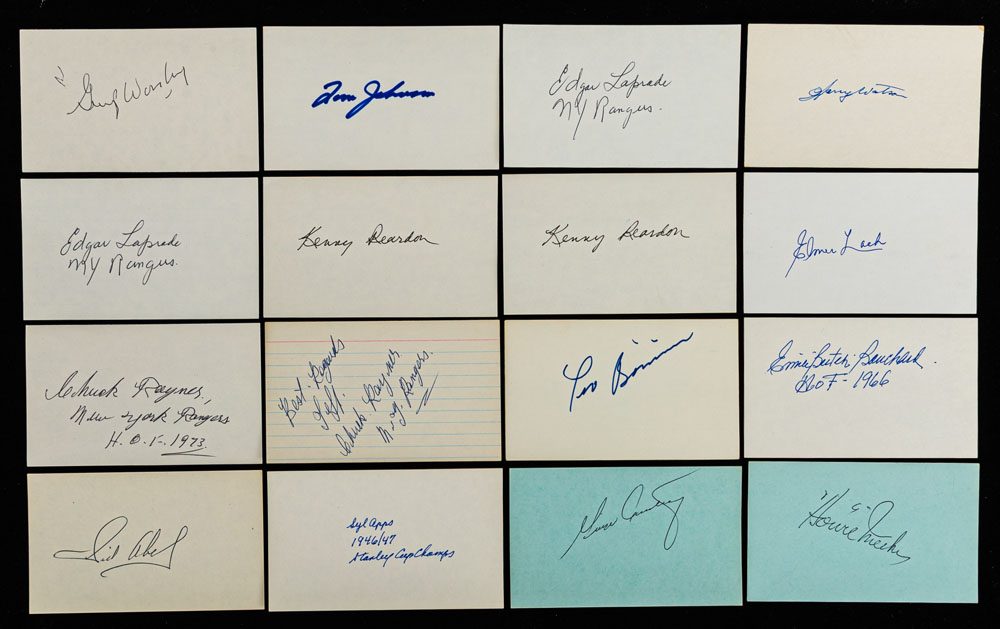 Gump Worsley
Tom Johnson
Edgar Laprade
NY Rangers.
Harry Watson
Edgar Laprade
NY Rangers.
Kenny Reardon
Kenny Reardon
Elmer Lach
Chuck Rayner,
New York Rangers
H.O.F. 1973.
Best Regards
Jeff.
Chuck Rayner
N.Y. Rangers.
Leo Boivin
Emile "Butch" Bouchard.
HOF-1966
Sid Abel
Syl Apps
1946/47
Stanley Cup Champs
Howie Meeker